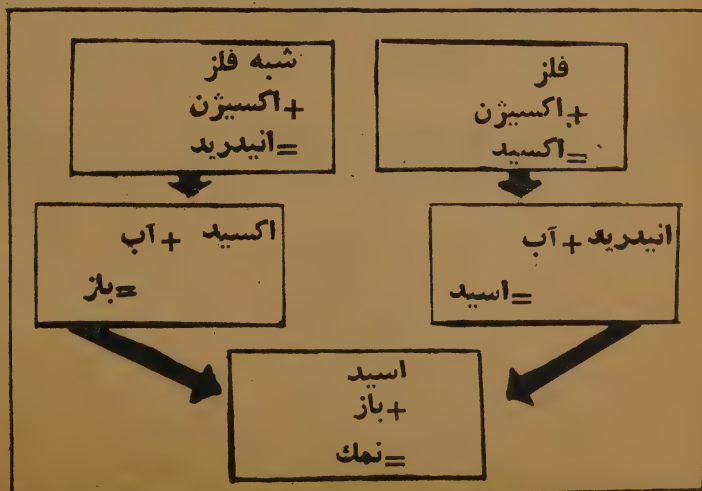 فلز
+اکسیژن
=اکسید
شبه فلز
+اکسیژن
=انیدرید
انیدرید+آب
=اسید
اکسید+آب
=باز
اسید
+باز
=نمك